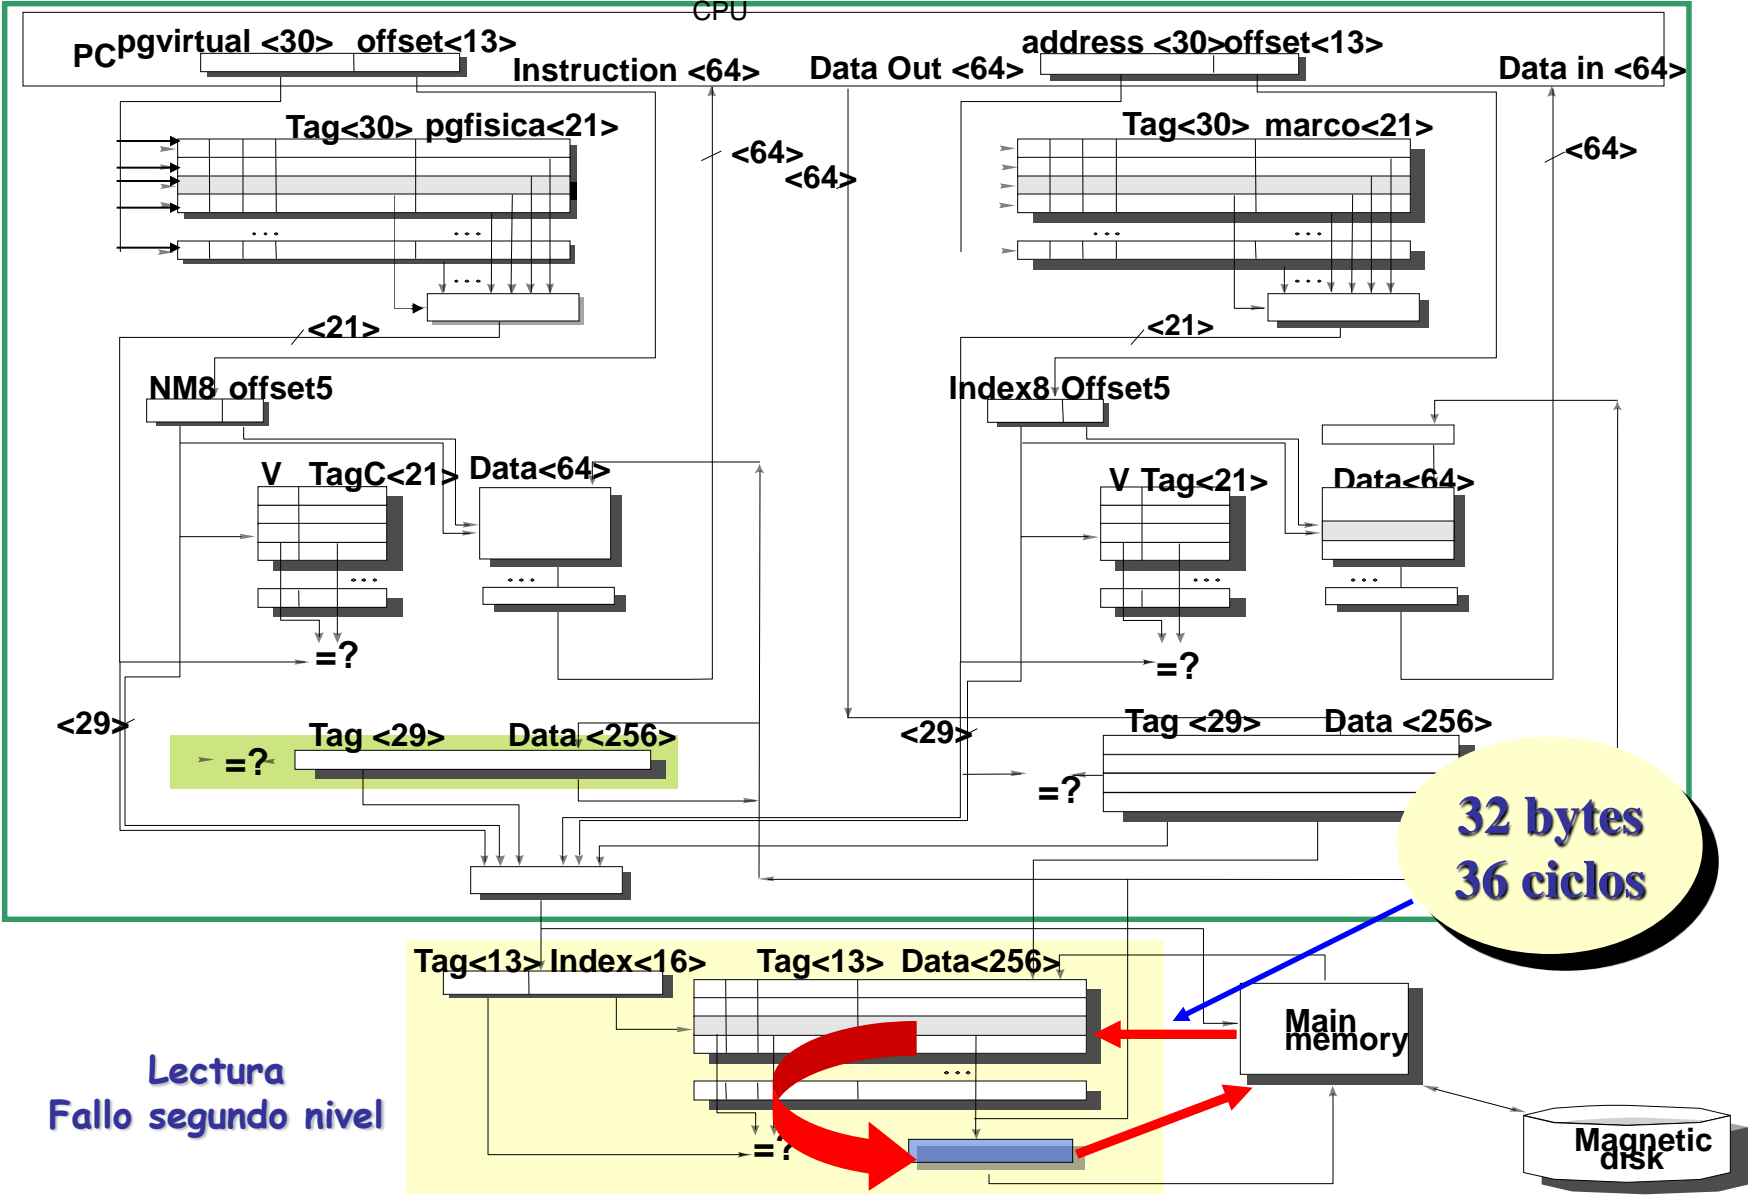 CPU
PC
pgvirtual <30> offset<13>
Instruction <64>
Data Out <64>
address <30>offset<13>
Data in <64>
Tag<30> pgfisica<21>
<64>
<64>
Tag<30> marco<21>
<64>
...
...
...
...
...
...
<21>
<21>
NM8 offset5
Index8 Offset5
V TagC<21> Data<64>
V Tag<21> Data<64>
...
...
...
...
=?
=?
<29>
Tag <29> Data <256>
=?
<29>
Tag <29> Data <256>
=?
32 bytes
36 ciclos
Tag<13> Index<16>
Tag<13> Data<256>
...
=?
Main
memory
Lectura
Fallo segundo nivel
Magnetic
disk